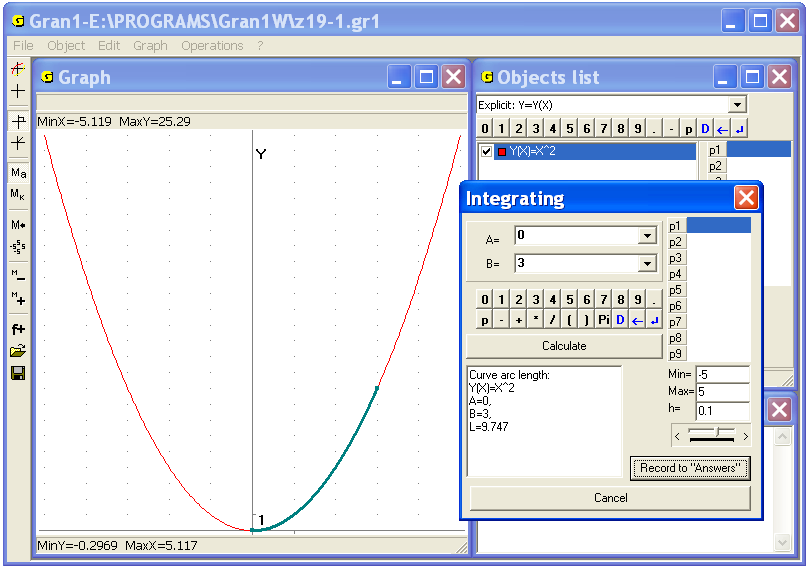 Gran1-E:\PROGRAMS\Gran1W\z19-1.gr1
File Object Edit Graph Operations ?
Graph
MinX=-5.119 MaxY=25.29
Y
1
MinY=-0.2969 MaxX=5.117
Ma
Mк
M
M
M
f+
Objects list
Explicit: Y=Y(X)
0 1 2 3 4 5 6 7 8 9 . - p D ← ↵
Y(X)=X^2
p1
p2
Integrating
A= 0
B= 3
0 1 2 3 4 5 6 7 8 9 .
p - + * / ( ) Pi D ← ↵
Calculate
Curve arc length:
Y(X)=X^2
A=0,
B=3,
L=9.747
p1
p2
p3
p4
p5
p6
p7
p8
p9
Min= -5
Max= 5
h= 0.1
< >
Record to "Answers"
Cancel